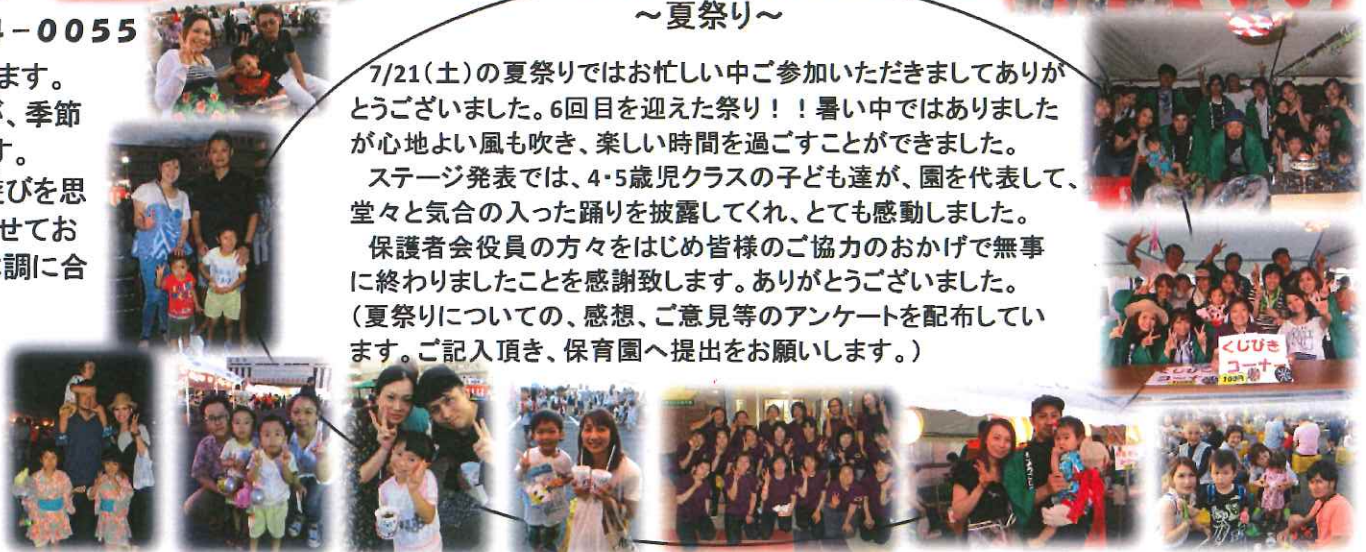 -0055
ます。
、季節
す。
びを思
せてお
調に合
～夏祭り～
7/21(土)の夏祭りではお忙しい中ご参加いただきましてありが
とうございました。6回目を迎えた祭り！！暑い中ではありました
が心地よい風も吹き、楽しい時間を過ごすことができました。
ステージ発表では、4・5歳児クラスの子ども達が、園を代表して、
堂々と気合の入った踊りを披露してくれ、とても感動しました。
保護者会役員の方々をはじめ皆様のご協力のおかげで無事
に終わりましたことを感謝致します。ありがとうございました。
（夏祭りについての、感想、ご意見等のアンケートを配布してい
ます。ご記入頂き、保育園へ提出をお願いします。）
くじびき
コーナー
100円